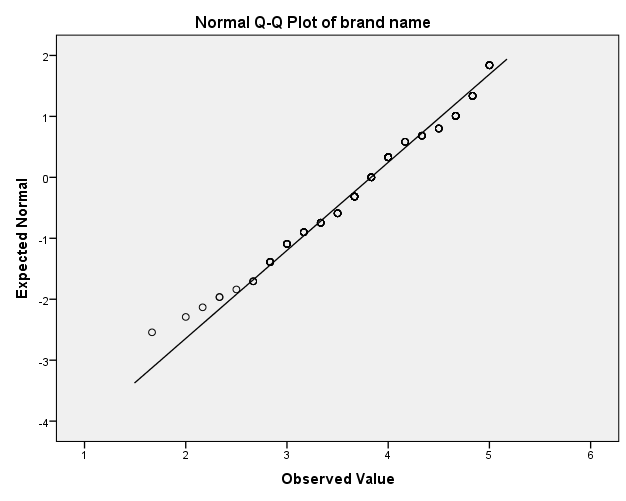 Normal Q-Q Plot of brand name
2
1
0
-1
-2
-3
-4
Expected Normal
1 2 3 4 5 6
Observed Value